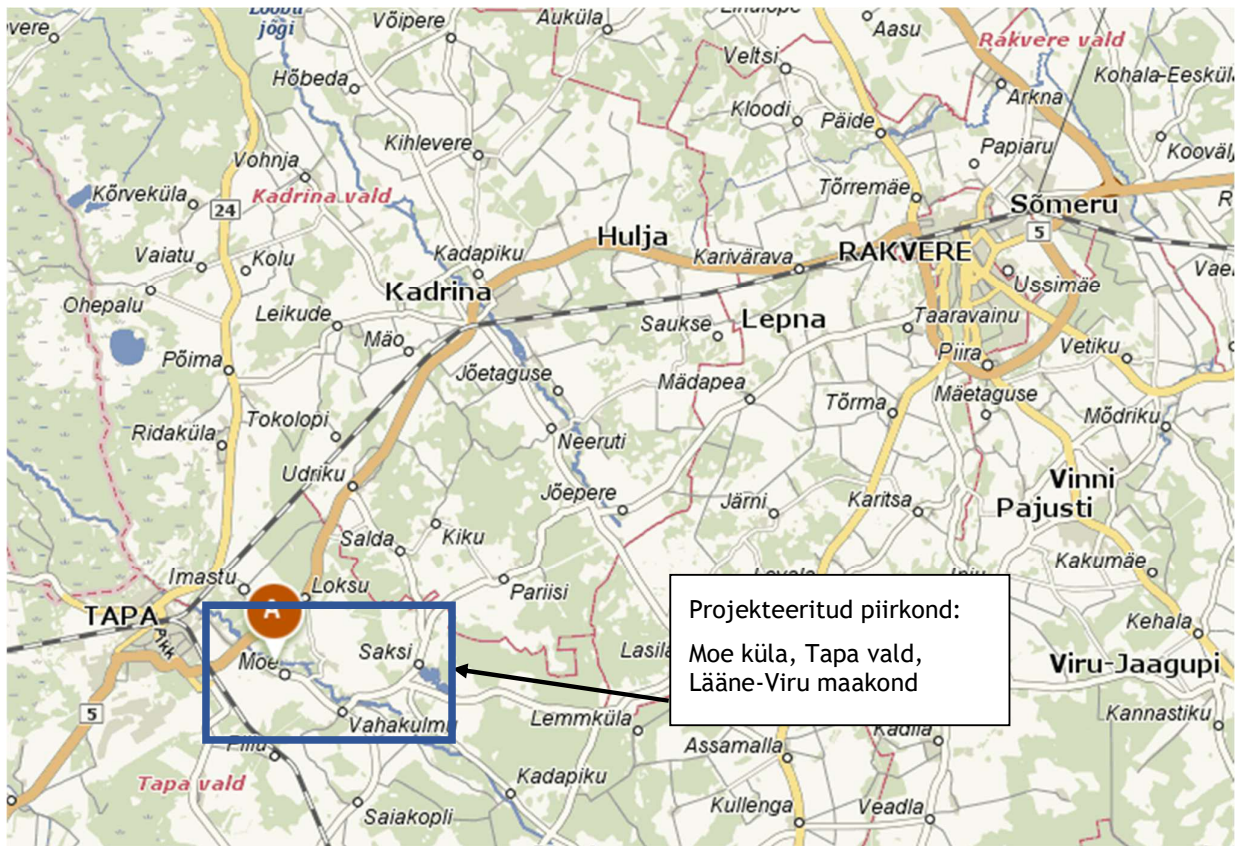 vere
Loobu
jõgi
Võipere
Auküla
Aasu
Rakvere vald
Veltsi
Hõbeda
Kohala-Eesküla
Arkna
Kloodi
Päide
Kihlevere
Papiaru
Vohnja
Kõrveküla
Kadrina vald
24
Tõrremäe
Sõmeru
R
Hulja
5
Vaiatu
Kolu
Kadapiku
Karivärava
RAKVERE
Vae
Ussimäe
Ohepalu
Kadrina
Leikude
Saukse
Lepna
Taaravainu
Mäo
Põima
Piira
Vetiku
Jõetaguse
Mädapea
Mäetaguse
Tõrma
Tokolopi
Mõdriku
Ridaküla
Neeruti
Udriku
Vinni
Jõepere
Järni
Karitsa
Pajusti
Salda
Kiku
Kakumäe
Imastu
Loksu
Pariisi
TAPA
A
Projekteeritud piirkond:
Kehala
Pikk
Moe
Saksi
Lasila
Moe küla, Tapa vald,
Lääne-Viru maakond
Viru-Jaagupi
5
Vahakulmu
Lemmküla
Kannastiku
Kadila
Assamalla
Tapa vald
Kadapiku
Saiakopli
Kullenga
Veadla